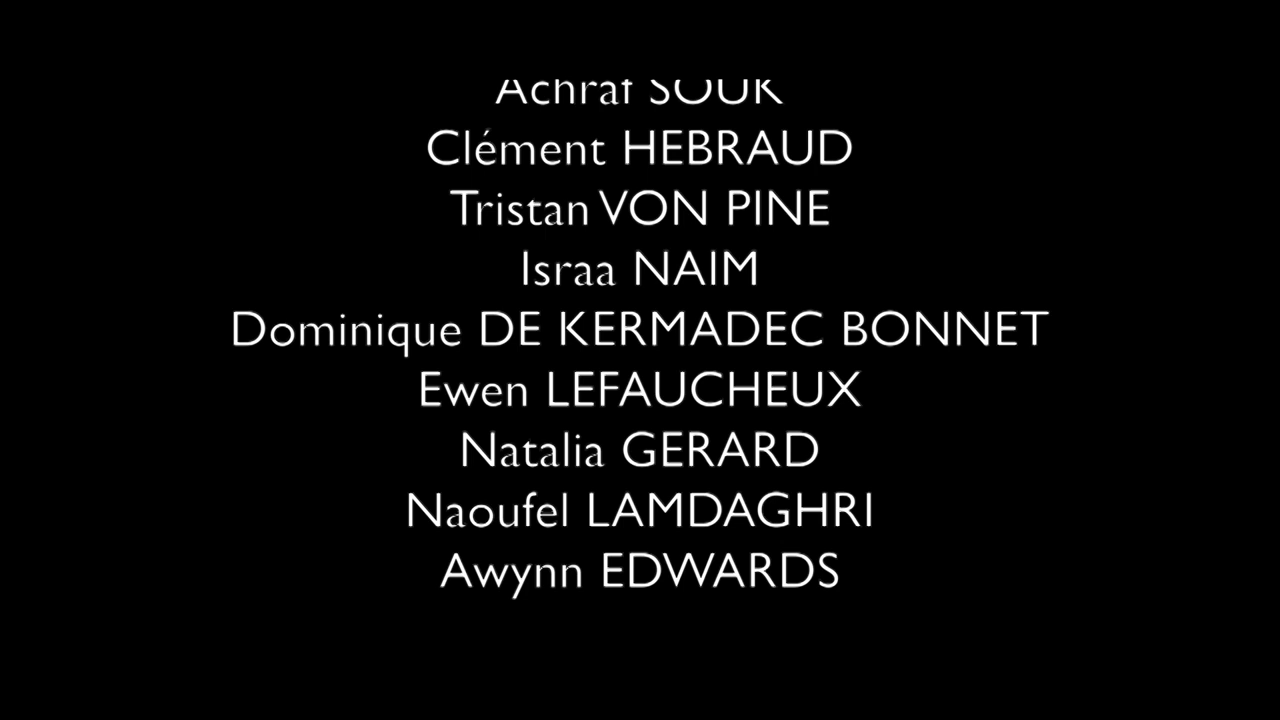 Achraf SOUK
Clément HEBRAUD
Tristan VON PINE
Israa NAIM
Dominique DE KERMADEC BONNET
Ewen LEFAUCHEUX
Natalia GERARD
Naoufel LAMDAGHRI
Awynn EDWARDS